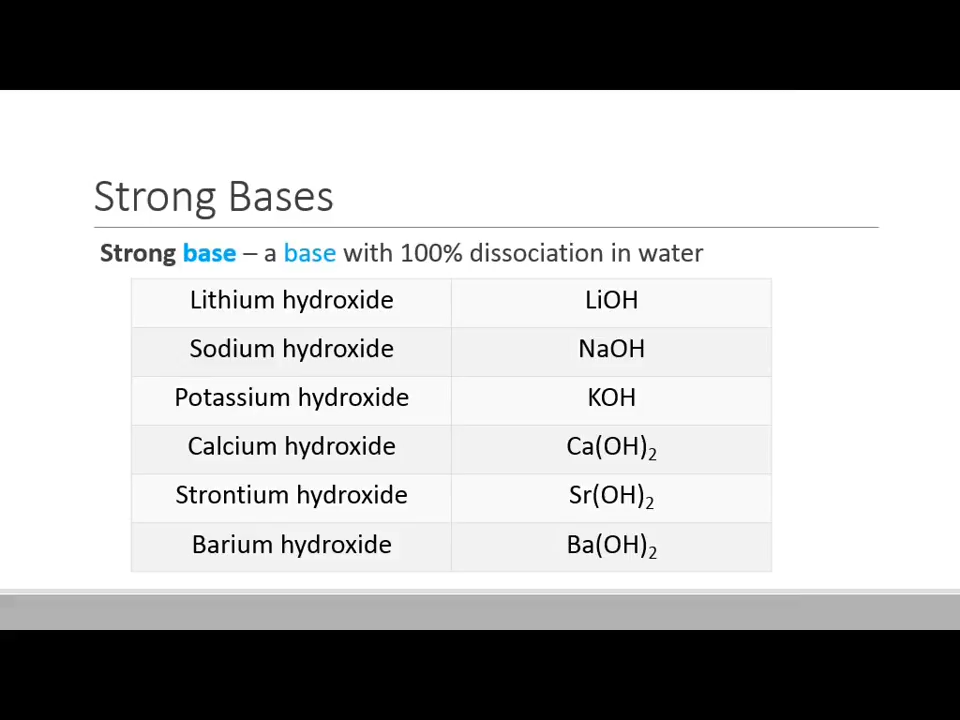 Strong Bases
Strong base – a base with 100% dissociation in water
Lithium hydroxide LiOH
Sodium hydroxide NaOH
Potassium hydroxide KOH
Calcium hydroxide Ca(OH)₂
Strontium hydroxide Sr(OH)₂
Barium hydroxide Ba(OH)₂